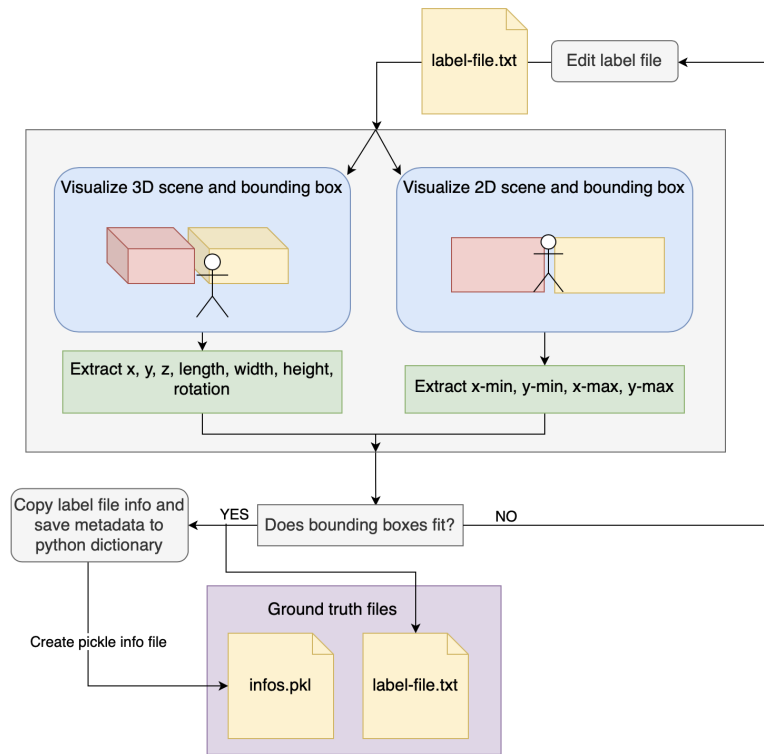 label-file.txt
Edit label file
Visualize 3D scene and bounding box
Visualize 2D scene and bounding box
Extract x, y, z, length, width, height,
rotation
Extract x-min, y-min, x-max, y-max
Copy label file info and
save metadata to
python dictionary
YES
Does bounding boxes fit?
NO
Ground truth files
Create pickle info file
infos.pkl
label-file.txt